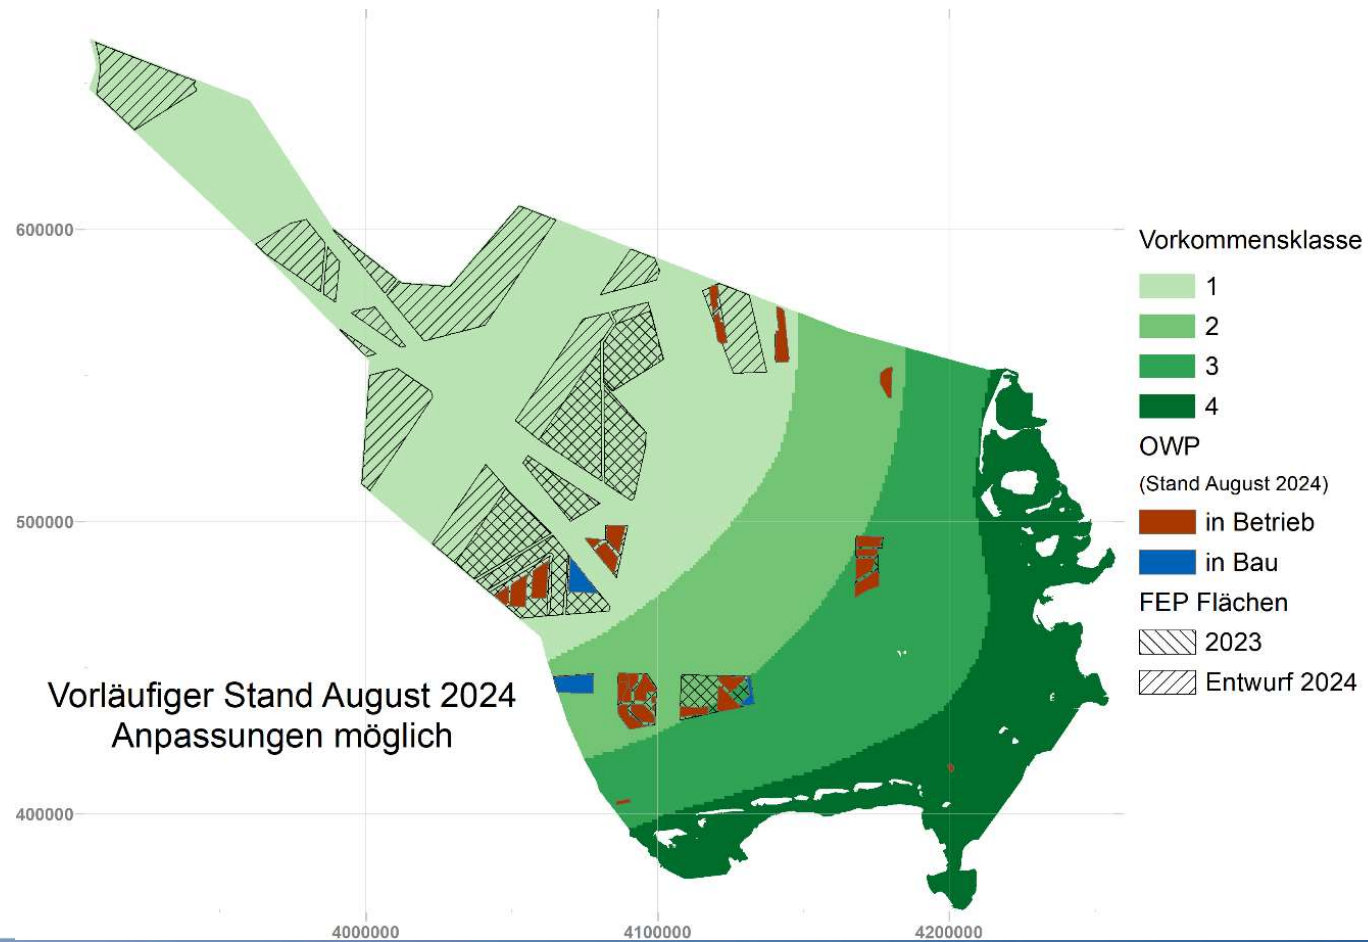 600000
500000
400000
4000000
4100000
4200000
Vorläufiger Stand August 2024
Anpassungen möglich
Vorkommensklasse
1
2
3
4
OWP
(Stand August 2024)
in Betrieb
in Bau
FEP Flächen
2023
Entwurf 2024